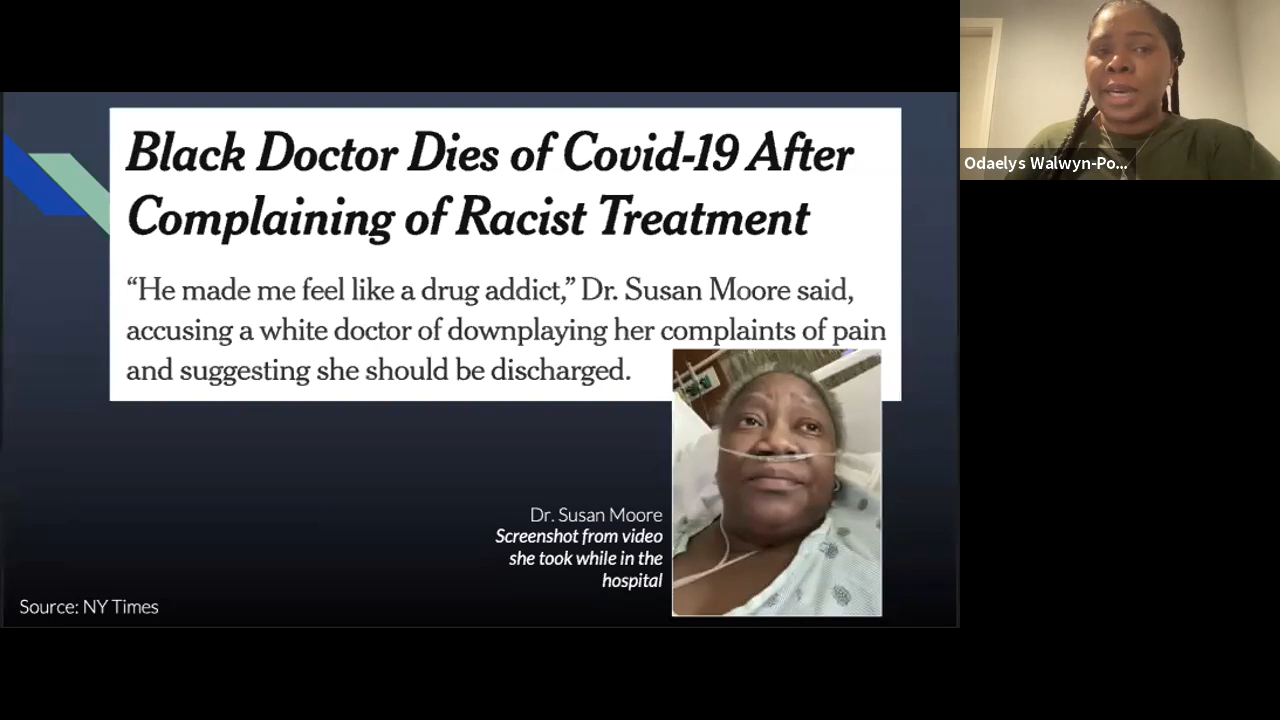 Black Doctor Dies of Covid-19 After
Complaining of Racist Treatment
“He made me feel like a drug addict,” Dr. Susan Moore said,
accusing a white doctor of downplaying her complaints of pain
and suggesting she should be discharged.
Dr. Susan Moore
Screenshot from video
she took while in the
hospital
Source: NY Times
Odaelys Walwyn-Po...